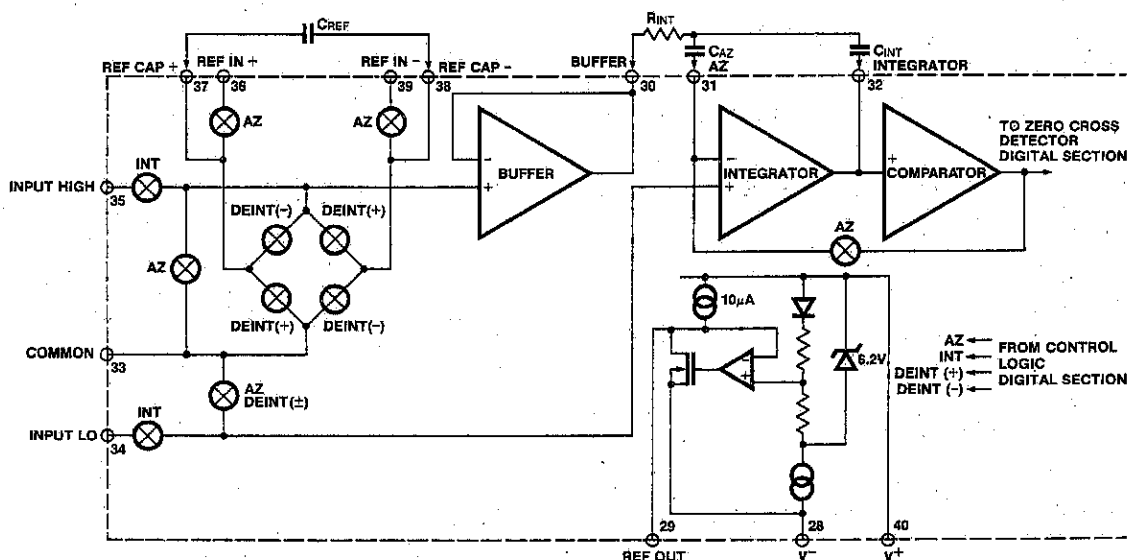 CREF
RINT
REF CAP +
REF IN +
REF IN -
REF CAP -
BUFFER
CAZ
AZ
CINT
INTEGRATOR
37
36
39
38
30
31
32
AZ
AZ
INT
INPUT HIGH
35
BUFFER
INTEGRATOR
COMPARATOR
TO ZERO CROSS
DETECTOR
DIGITAL SECTION
-
+
-
+
+
DEINT(-)
DEINT(+)
AZ
AZ
DEINT(+)
DEINT(-)
10µA
6.2V
-
+
COMMON
33
AZ
DEINT(±)
INT
INPUT LO
34
AZ
INT
DEINT (+)
DEINT (-)
FROM CONTROL
LOGIC
DIGITAL SECTION
29
28
40
REF OUT
V-
V+